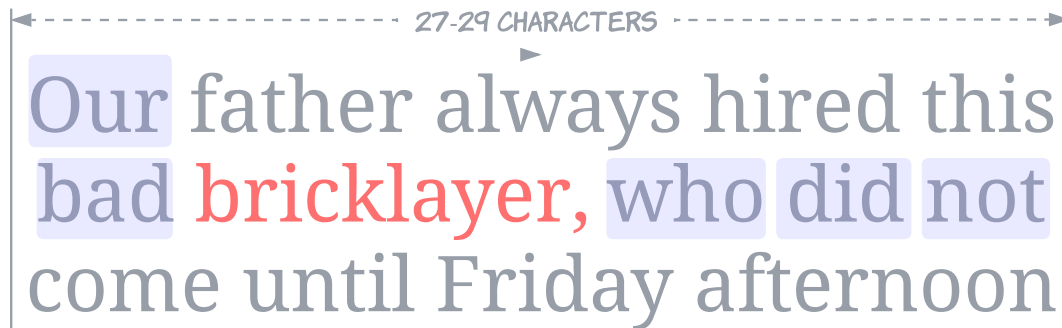 27-29 CHARACTERS
Our father always hired this
bad bricklayer, who did not
come until Friday afternoon